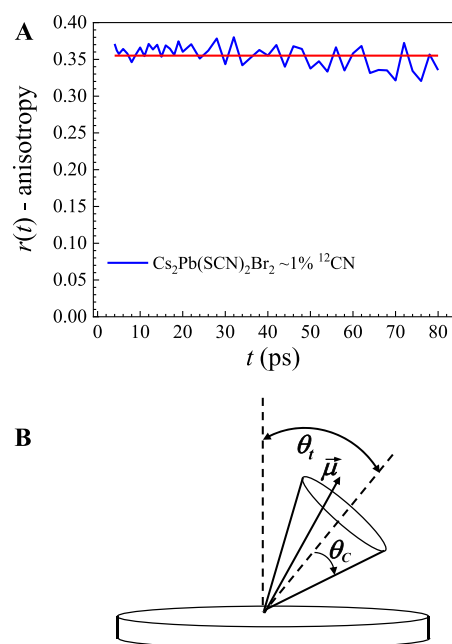 A
r(t) - anisotropy
0.40
0.35
0.30
0.25
0.20
0.15
0.10
0.05
0.00
Cs₂Pb(SCN)₂Br₂ ~1% ¹²CN
0 10 20 30 40 50 60 70 80
t (ps)
B
θₜ
μ⃗
θ_C